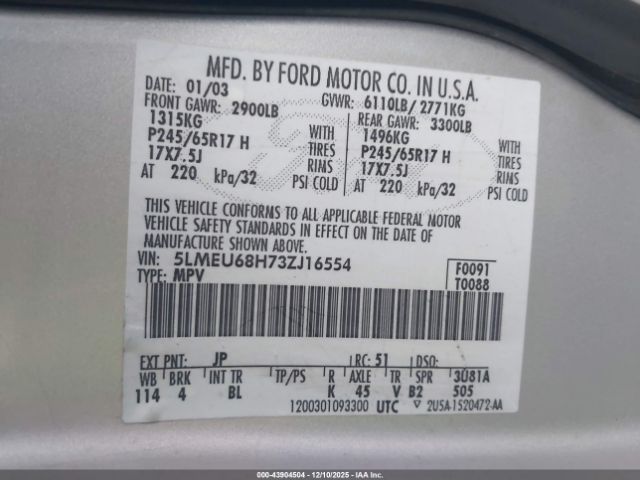 MFD. BY FORD MOTOR CO. IN U.S.A.
DATE: 01/03 GVWR: 6110LB/ 2771KG
FRONT GAWR: 2900LB REAR GAWR: 3300LB
1315KG WITH 1496KG WITH
P245/65R17 H TIRES P245/65R17 H TIRES
17X7.5J RIMS 17X7.5J RIMS
AT 220 kPa/32 PSI COLD AT 220 kPa/32 PSI COLD
THIS VEHICLE CONFORMS TO ALL APPLICABLE FEDERAL MOTOR
VEHICLE SAFETY STANDARDS IN EFFECT ON THE DATE OF
MANUFACTURE SHOWN ABOVE.
VIN: 5LMEU68H73ZJ16554 F0091
TYPE: MPV T0088
EXT PNT: JP RC: 51 DSO:
WB BRK INT TR TP/PS R AXLE TR SPR 3U81A
114 4 BL K 45 V B2 505
1200301093300 UTC 2U5A-1520472-AA
000-43904504 - 12/10/2025 - IAAI.COM